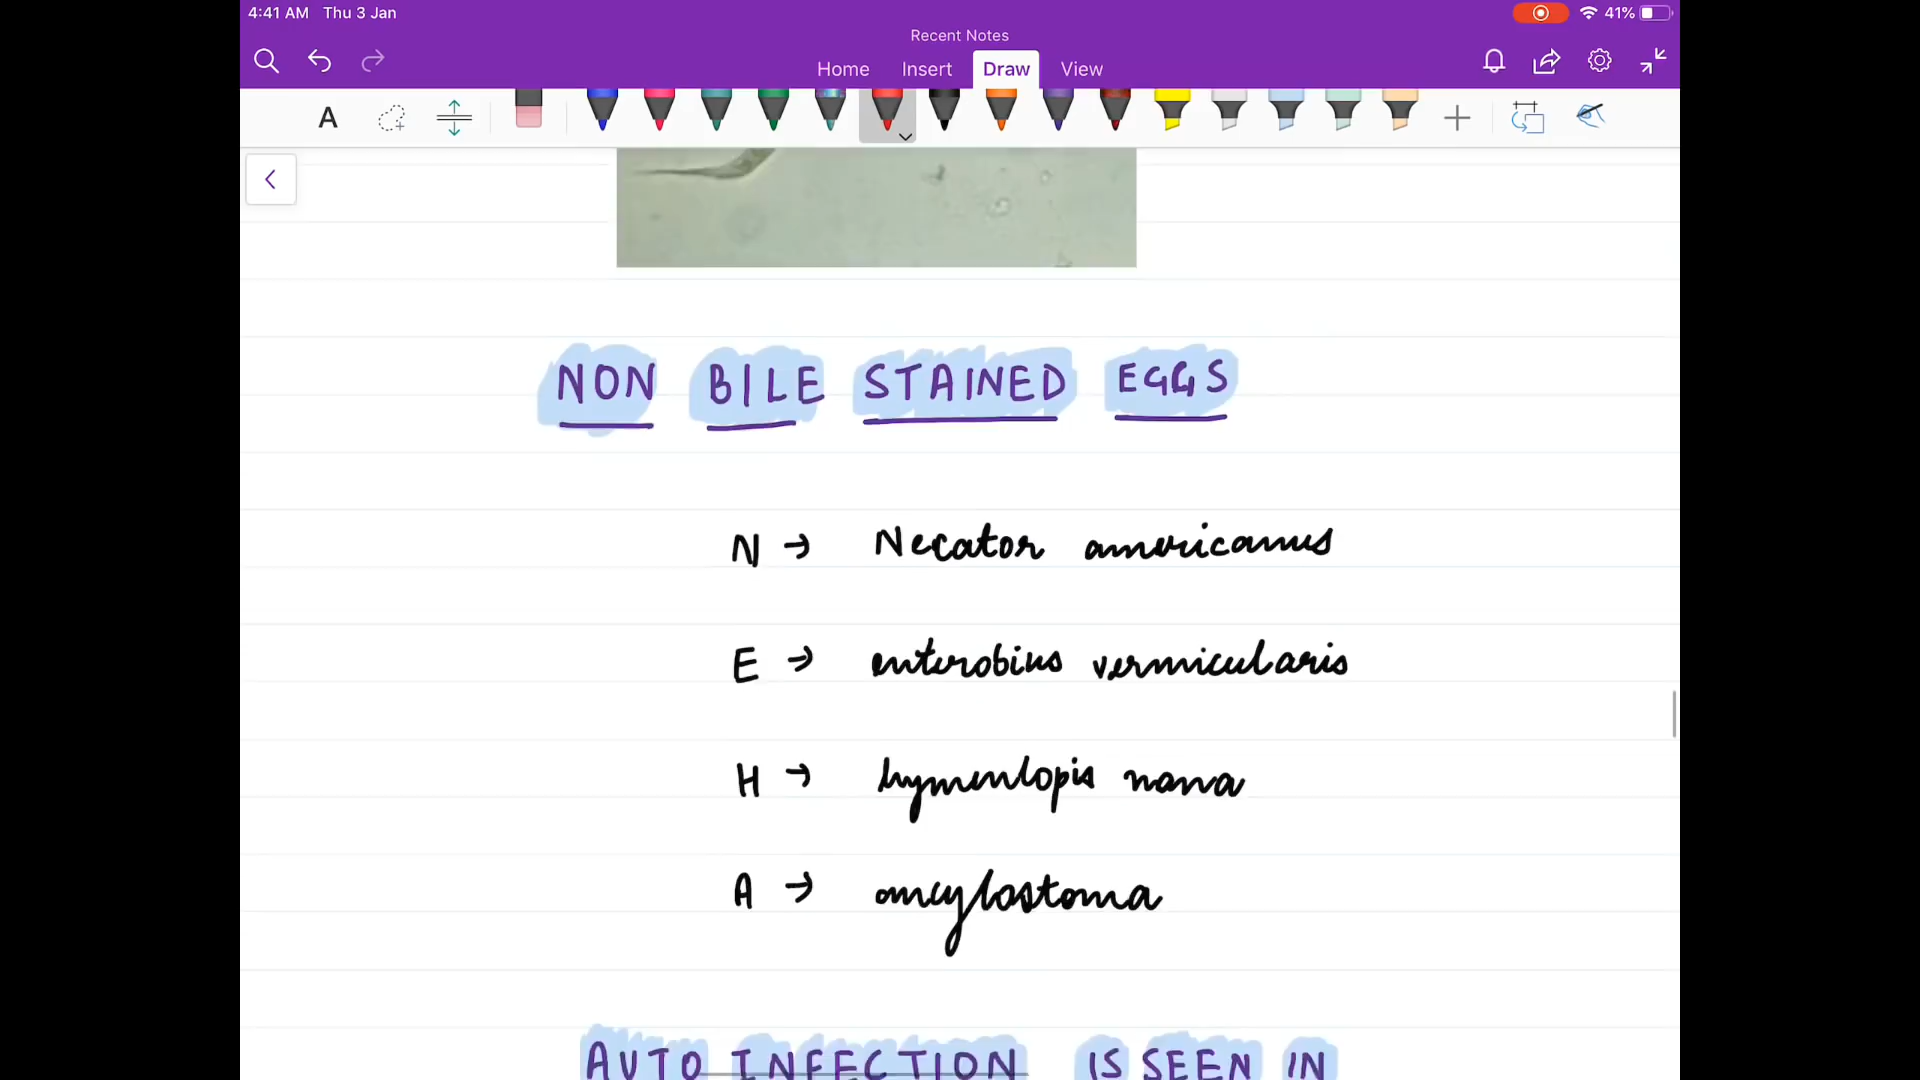 4:41 AM Thu 3 Jan
41%
Recent Notes
Home Insert Draw View
A
NON BILE STAINED EGGS
N → Necator americanus
E → enterobius vermicularis
H → hymenlopis nana
A → ancylostoma
AUTO INFECTION IS SEEN IN